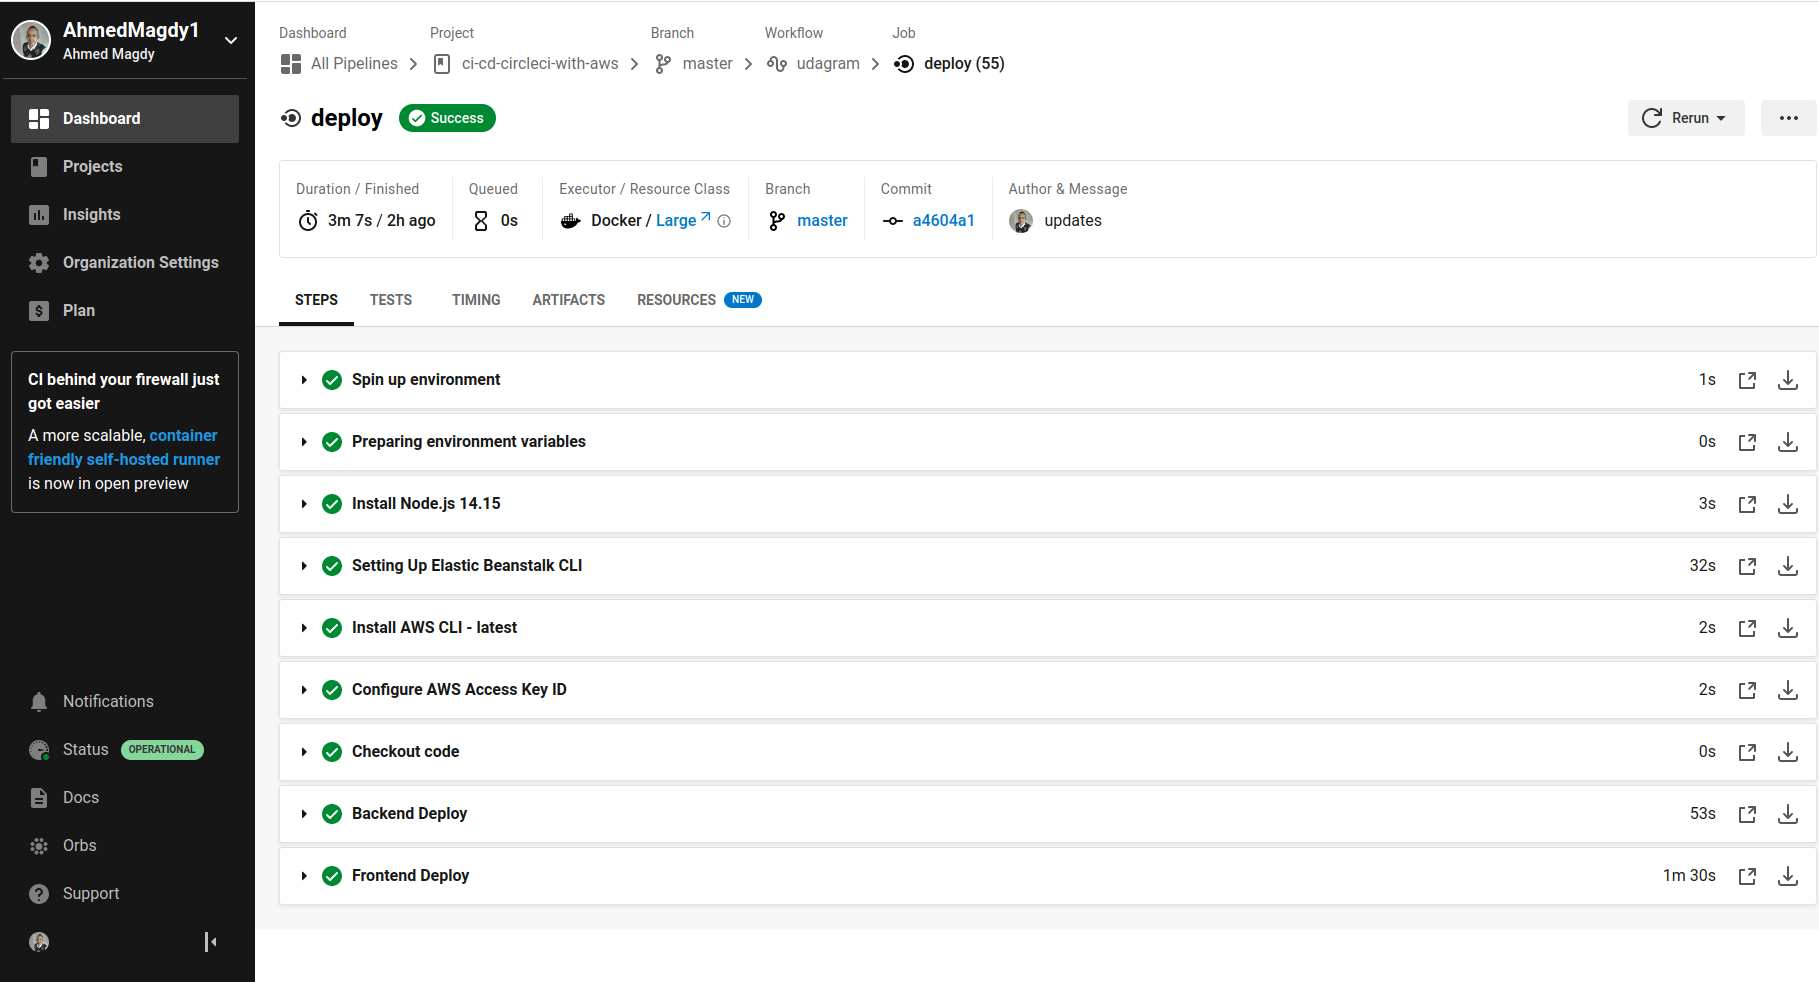 AhmedMagdy1
Ahmed Magdy
Dashboard
Projects
Insights
Organization Settings
Plan
CI behind your firewall just
got easier
A more scalable, container
friendly self-hosted runner
is now in open preview
Notifications
Status OPERATIONAL
Docs
Orbs
Support
Dashboard Project Branch Workflow Job
All Pipelines ci-cd-circleci-with-aws master udagram deploy (55)
deploy Success Rerun
Duration / Finished Queued Executor / Resource Class Branch Commit Author & Message
3m 7s / 2h ago 0s Docker / Large master a4604a1 updates
STEPS TESTS TIMING ARTIFACTS RESOURCES NEW
Spin up environment 1s
Preparing environment variables 0s
Install Node.js 14.15 3s
Setting Up Elastic Beanstalk CLI 32s
Install AWS CLI - latest 2s
Configure AWS Access Key ID 2s
Checkout code 0s
Backend Deploy 53s
Frontend Deploy 1m 30s